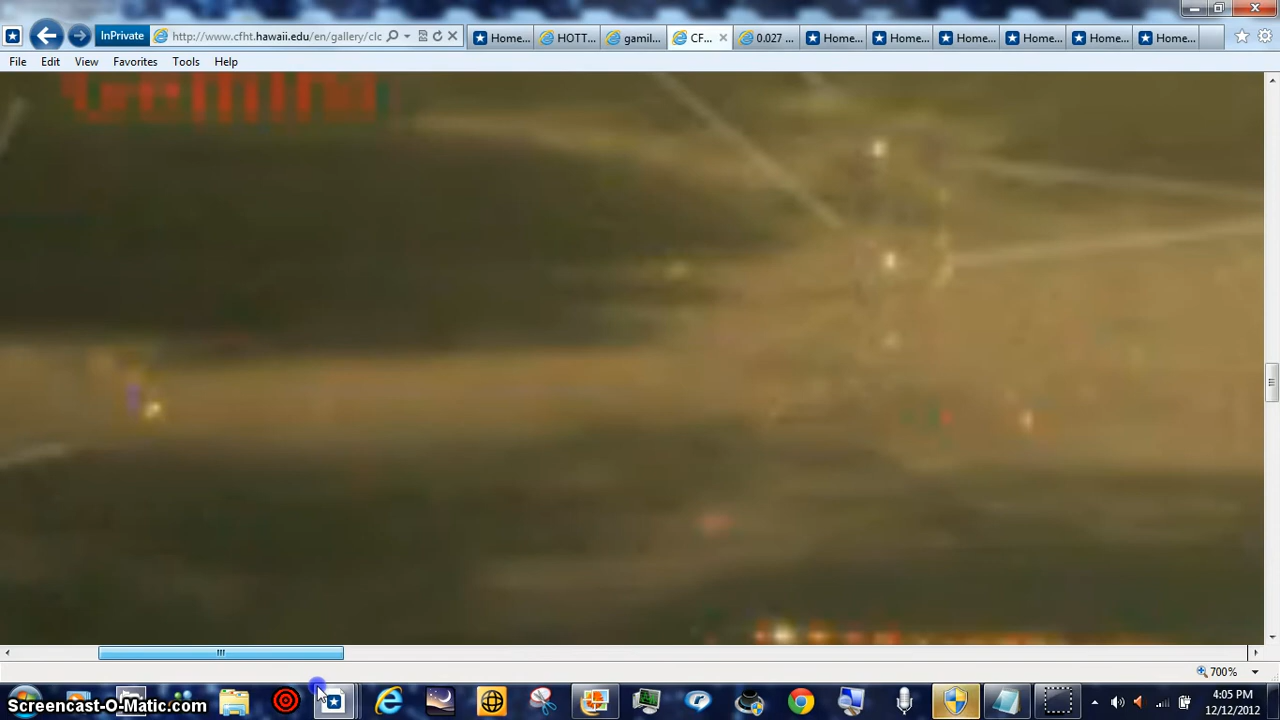 InPrivate http://www.cfht.hawaii.edu/en/gallery/clc Home... HOTT... gamil... CF... 0.027 ... Home... Home... Home... Home... Home... Home...
File Edit View Favorites Tools Help
Gemini
700%
Screencast-O-Matic.com 4:05 PM
12/12/2012